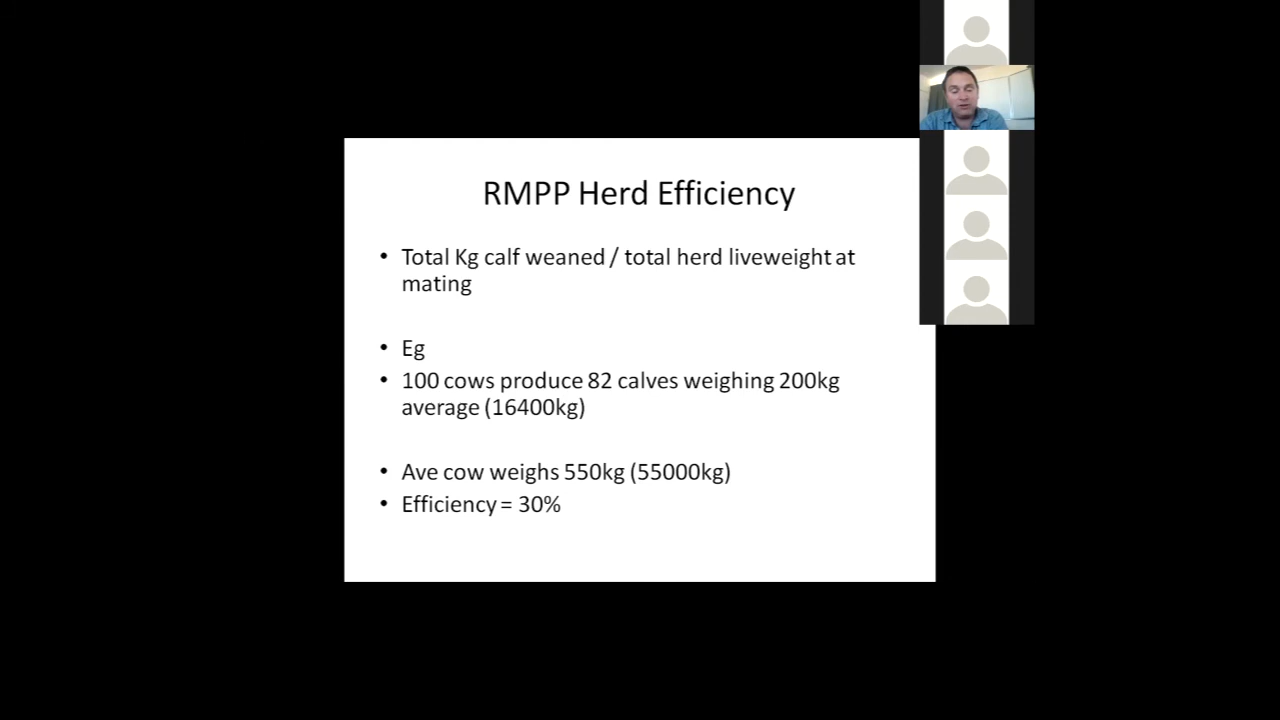 RMPP Herd Efficiency
• Total Kg calf weaned / total herd liveweight at
mating
• Eg
• 100 cows produce 82 calves weighing 200kg
average (16400kg)
• Ave cow weighs 550kg (55000kg)
• Efficiency = 30%